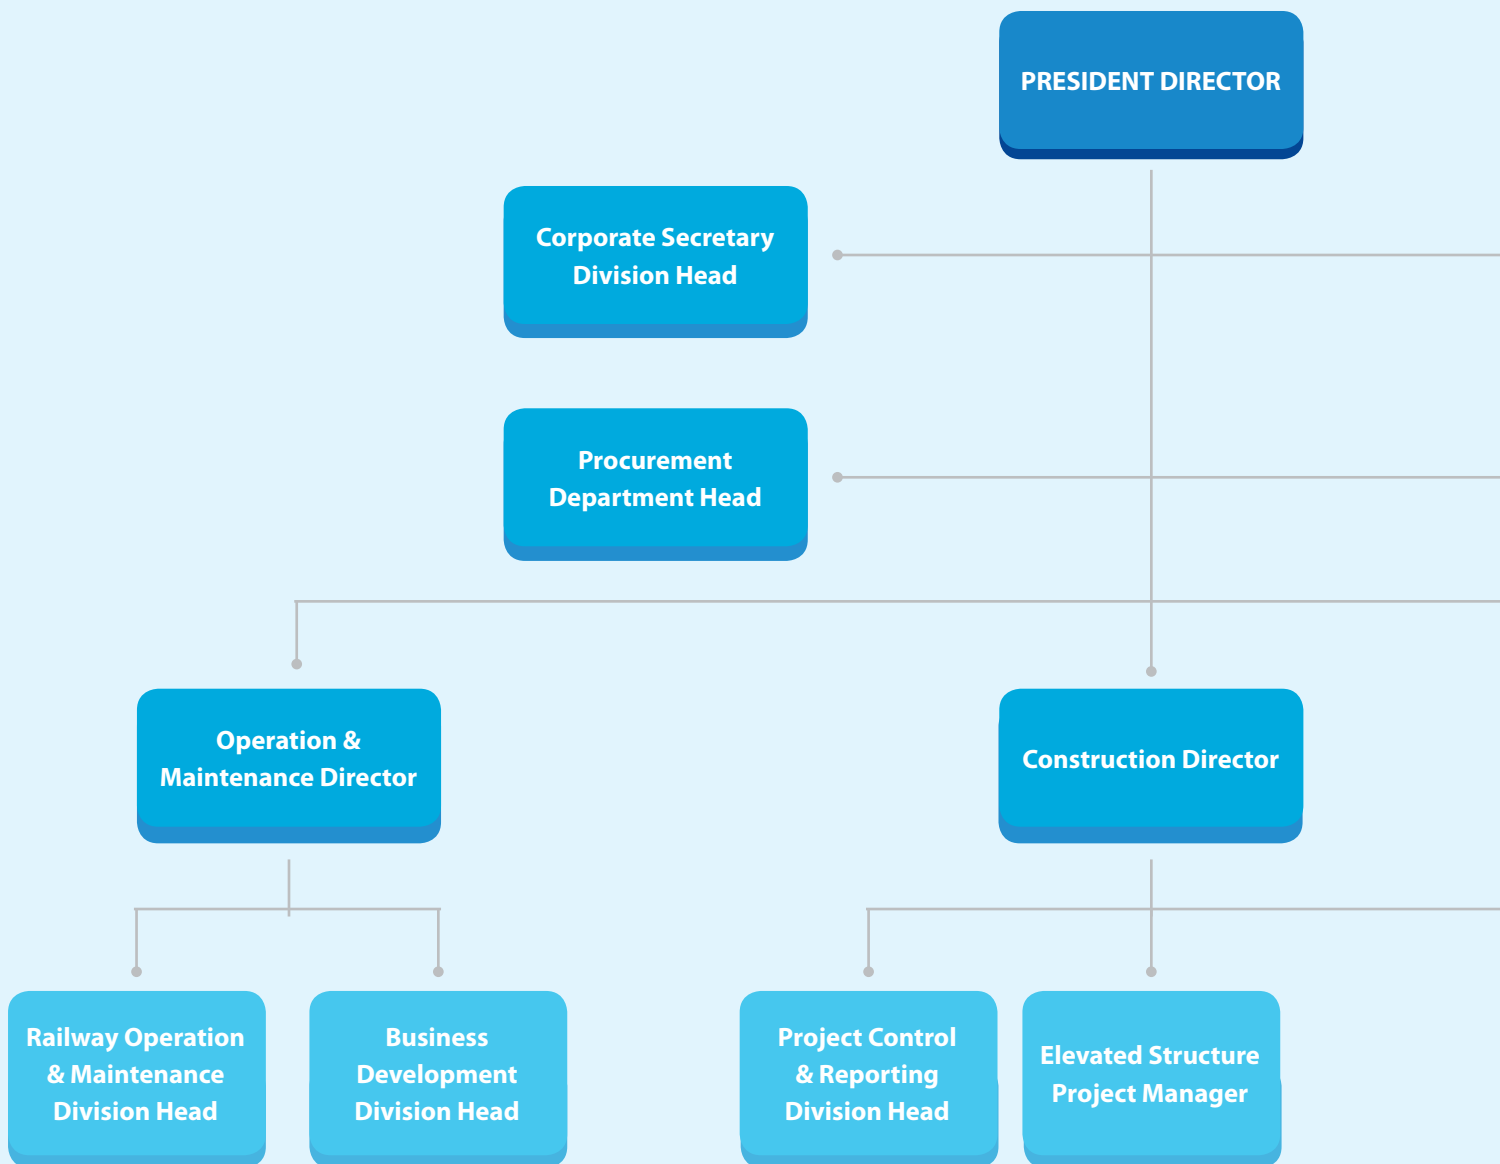 PRESIDENT DIRECTOR
Corporate Secretary
Division Head
Procurement
Department Head
Operation &
Maintenance Director
Construction Director
Railway Operation
& Maintenance
Division Head
Business
Development
Division Head
Project Control
& Reporting
Division Head
Elevated Structure
Project Manager